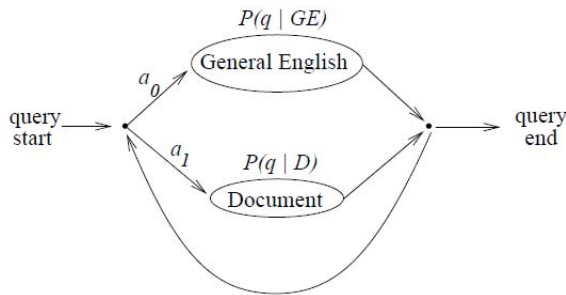 P(q | GE)
General English
a0
query
start
query
end
a1
P(q | D)
Document